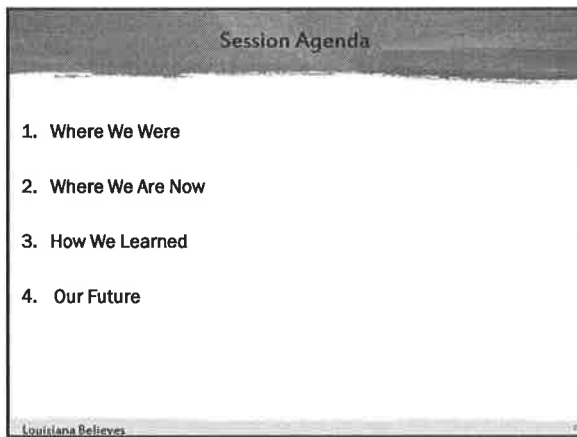 Session Agenda
1. Where We Were
2. Where We Are Now
3. How We Learned
4. Our Future
Louisiana Believes